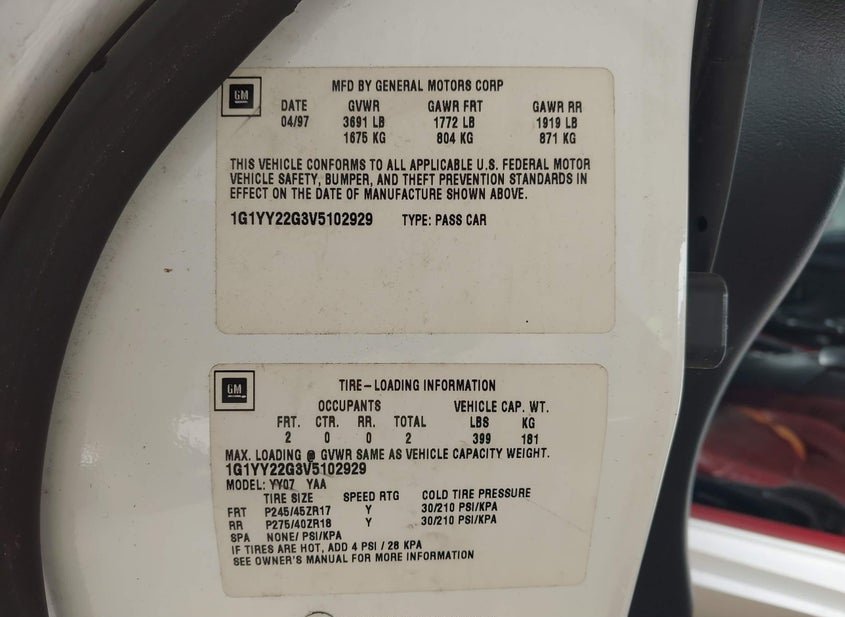 GM
MFD BY GENERAL MOTORS CORP
DATE GVWR GAWR FRT GAWR RR
04/97 3691 LB 1772 LB 1919 LB
1675 KG 804 KG 871 KG
THIS VEHICLE CONFORMS TO ALL APPLICABLE U.S. FEDERAL MOTOR
VEHICLE SAFETY, BUMPER, AND THEFT PREVENTION STANDARDS IN
EFFECT ON THE DATE OF MANUFACTURE SHOWN ABOVE.
1G1YY22G3V5102929 TYPE: PASS CAR
GM
TIRE-LOADING INFORMATION
OCCUPANTS VEHICLE CAP. WT.
FRT. CTR. RR. TOTAL LBS KG
2 0 0 2 399 181
MAX. LOADING @ GVWR SAME AS VEHICLE CAPACITY WEIGHT.
1G1YY22G3V5102929
MODEL: YY07 YAA
TIRE SIZE SPEED RTG COLD TIRE PRESSURE
FRT P245/45ZR17 Y 30/210 PSI/KPA
RR P275/40ZR18 Y 30/210 PSI/KPA
SPA NONE/ PSI/KPA
IF TIRES ARE HOT, ADD 4 PSI / 28 KPA
SEE OWNER'S MANUAL FOR MORE INFORMATION